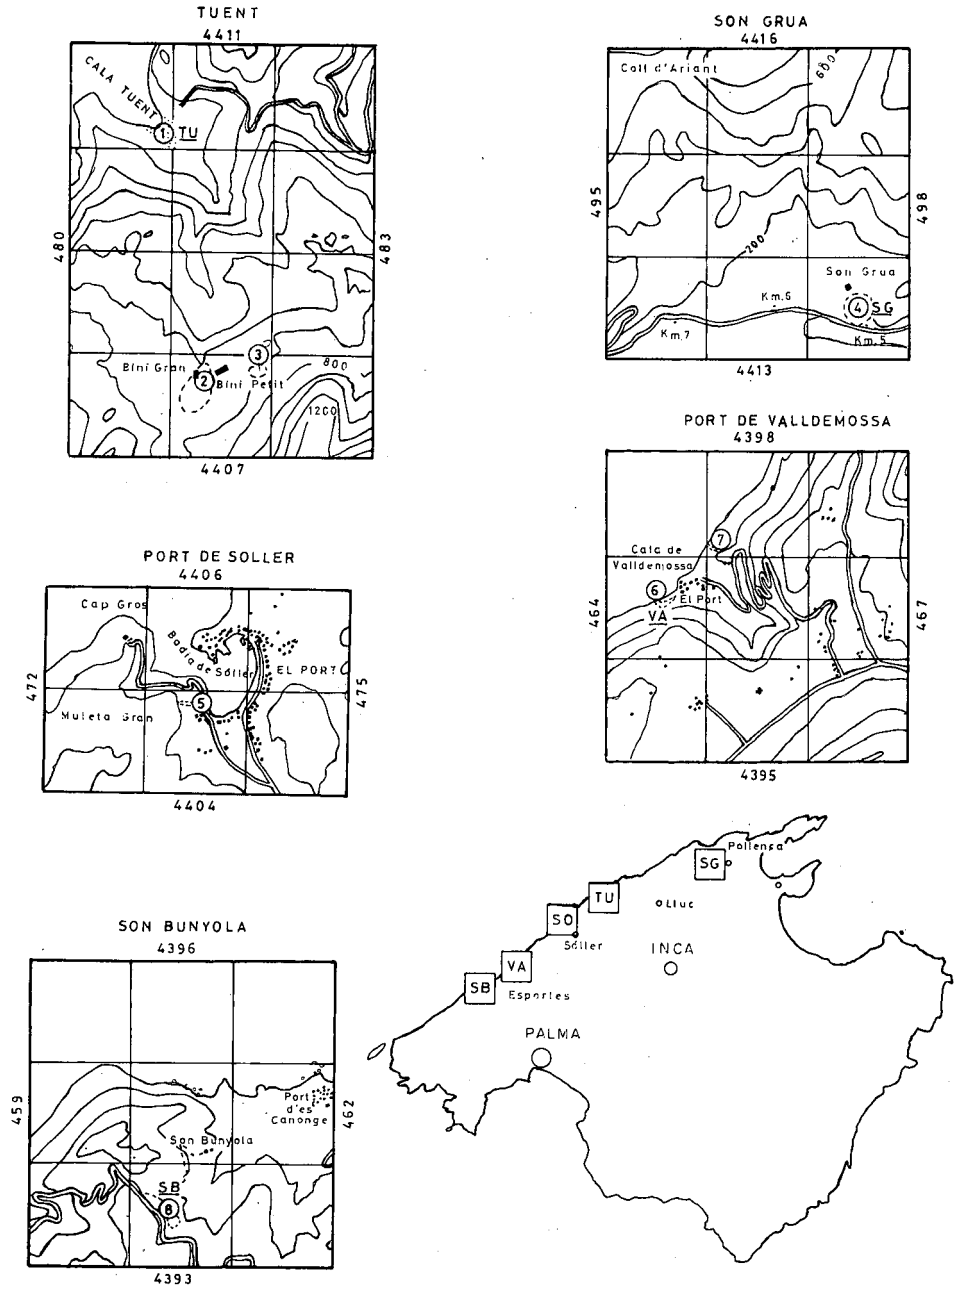 TUENT
4411
CALA TUENT
1
TU
480
483
3
Bini Gran
2
Bini Petit
800
1200
4407
SON GRUA
4416
Coll d'Ariant
600
495
498
200
Son Grua
Km.6
4
SG
Km.7
Km.5
4413
PORT DE VALLDEMOSSA
4398
7
Cala de
Valldemossa
6
El Port
VA
464
467
4395
PORT DE SOLLER
4406
Cap Gros
Badia de Sóller
EL PORT
472
475
5
Muleta Gran
4404
SON BUNYOLA
4396
459
462
Port
d'es
Canonge
Son Bunyola
SB
8
4393
Pollença
SG
TU
Lluc
SO
Sóller
INCA
VA
SB
Esporles
PALMA